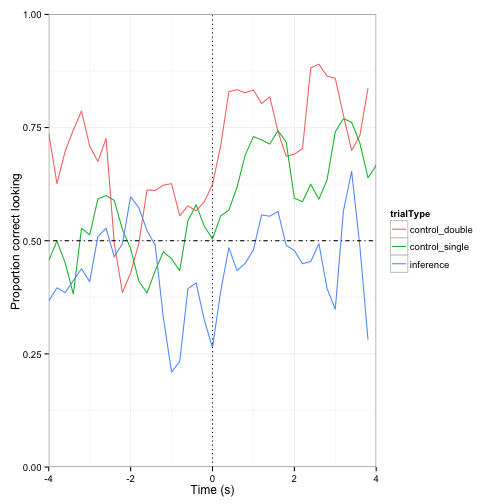 1.00
0.75
0.50
0.25
0.00
Proportion correct looking
-4 -2 0 2 4
Time (s)
trialType
control_double
control_single
inference